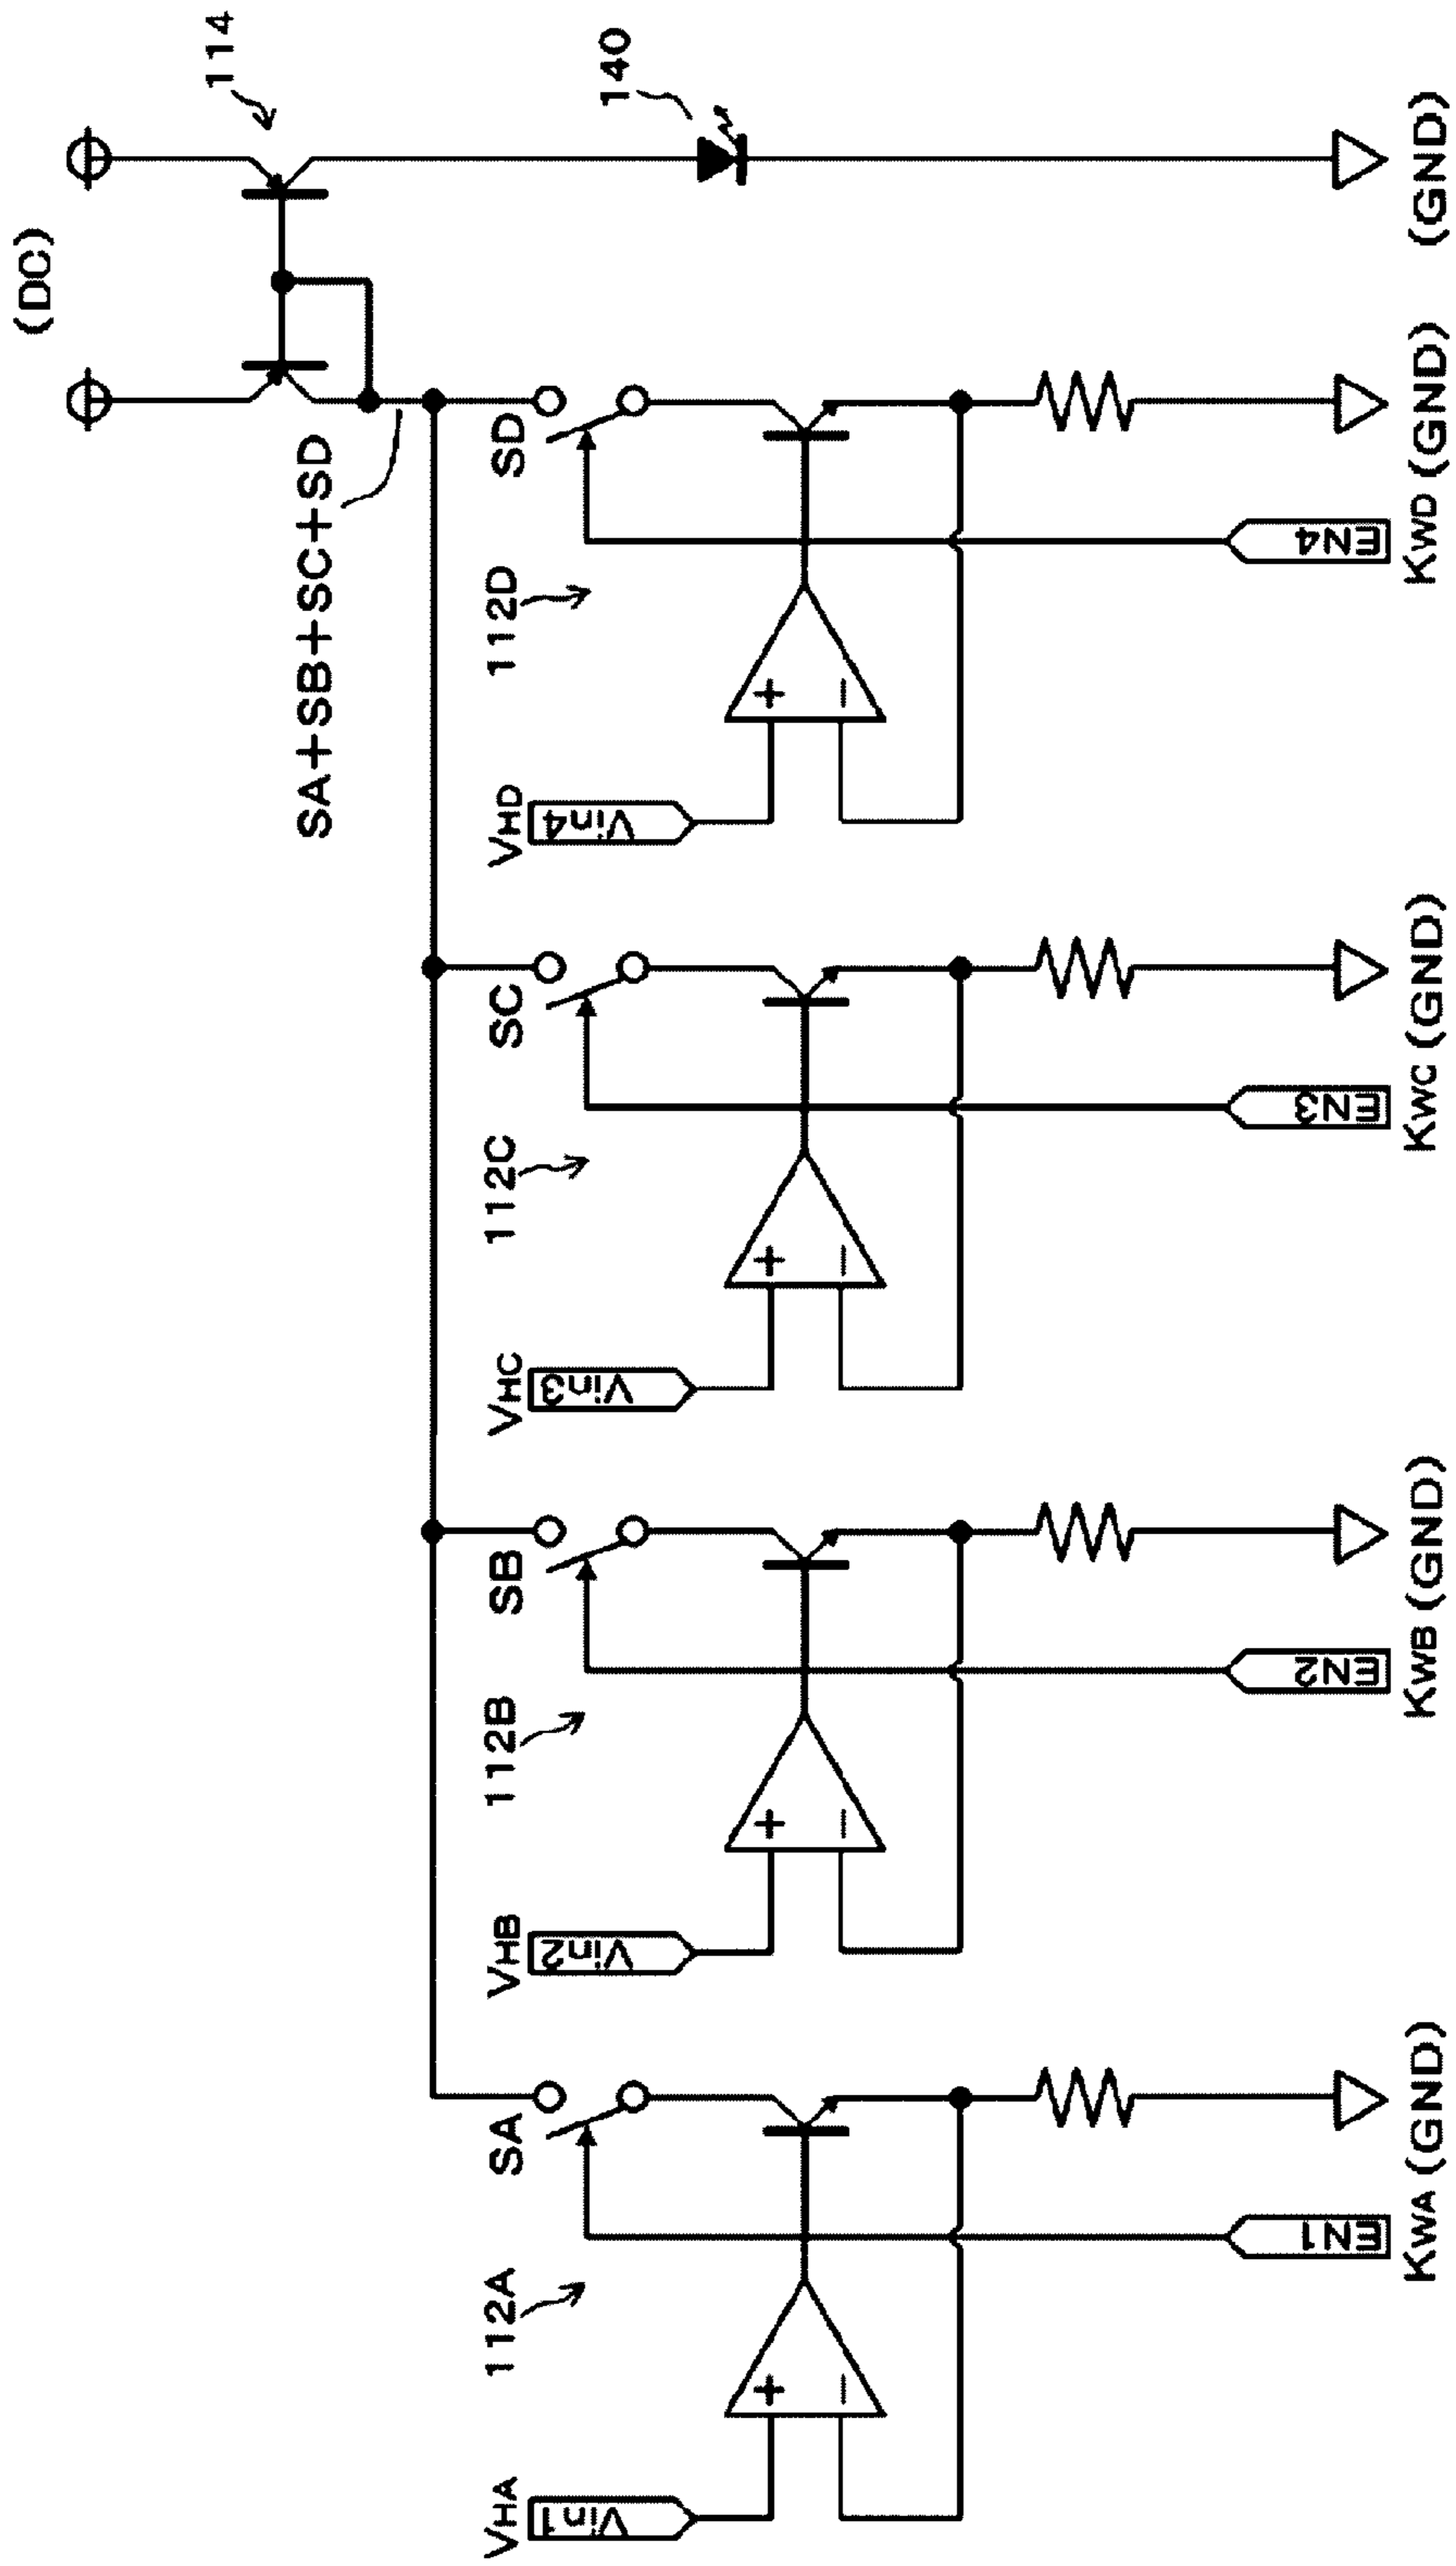 (DC)
114
SA+SB+SC+SD
140
SA
SB
SC
SD
112A
112B
112C
112D
VHA
Vin1
VHB
Vin2
VHC
Vin3
VHD
Vin4
EN1
EN2
EN3
EN4
KWA (GND)
KWB (GND)
KWC (GND)
KWD (GND)
(GND)
+
−
+
−
+
−
+
−